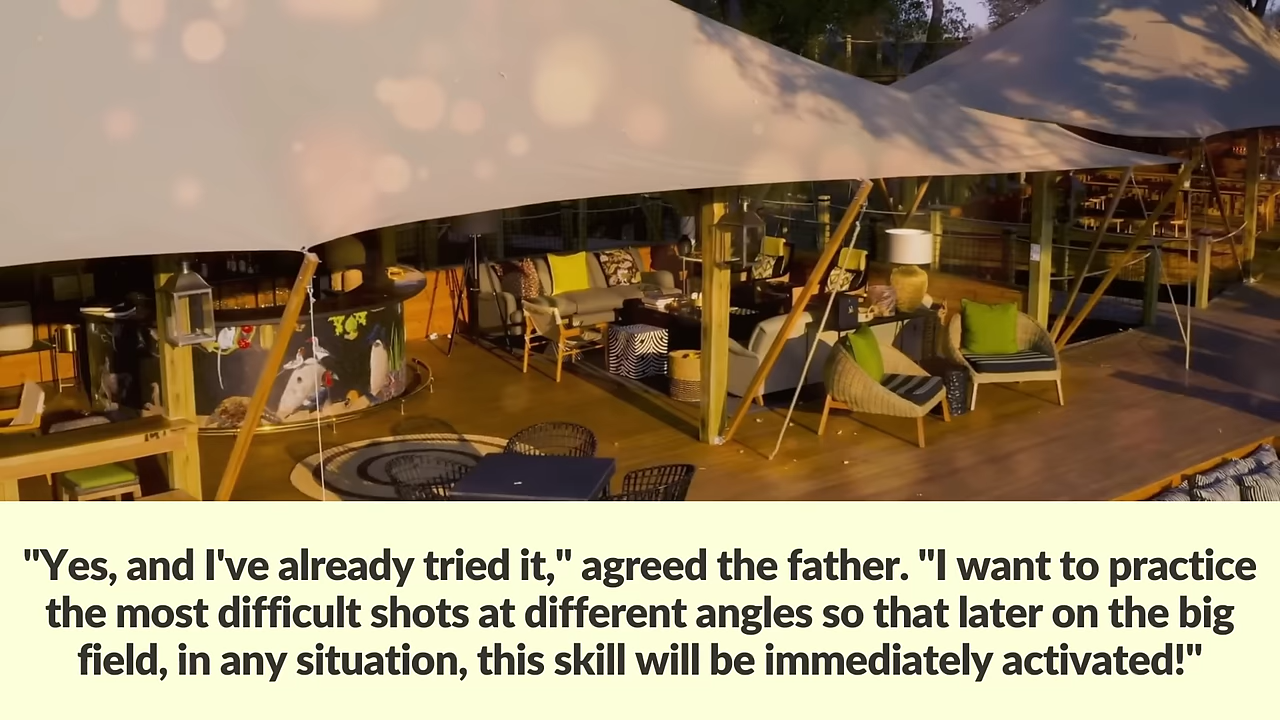 "Yes, and I've already tried it," agreed the father. "I want to practice
the most difficult shots at different angles so that later on the big
field, in any situation, this skill will be immediately activated!"